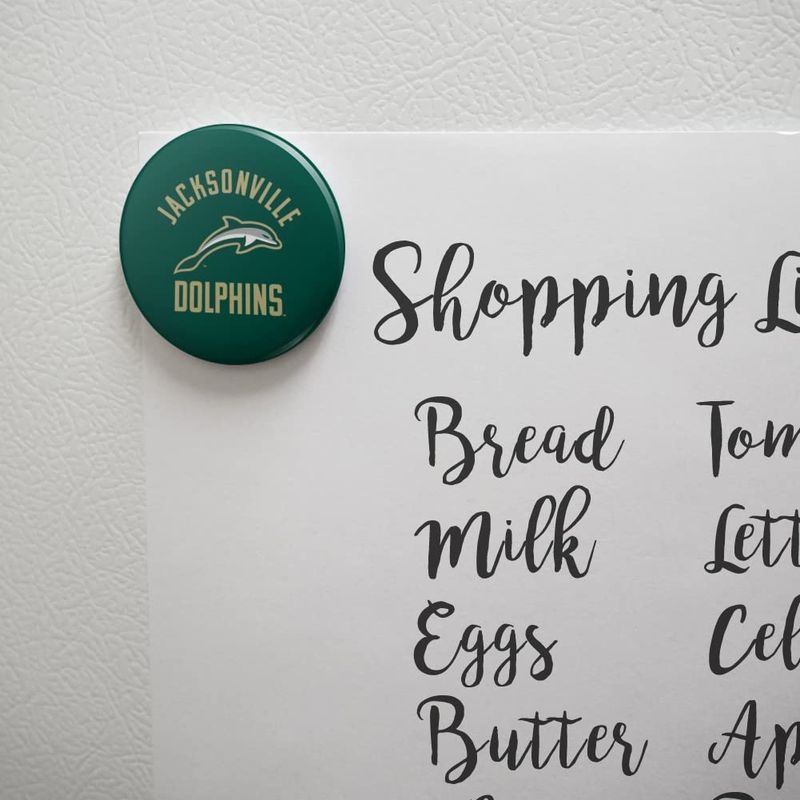 JACKSONVILLE
DOLPHINS
Shopping Li
Bread Tom
Milk Lett
Eggs Cel
Butter Ap